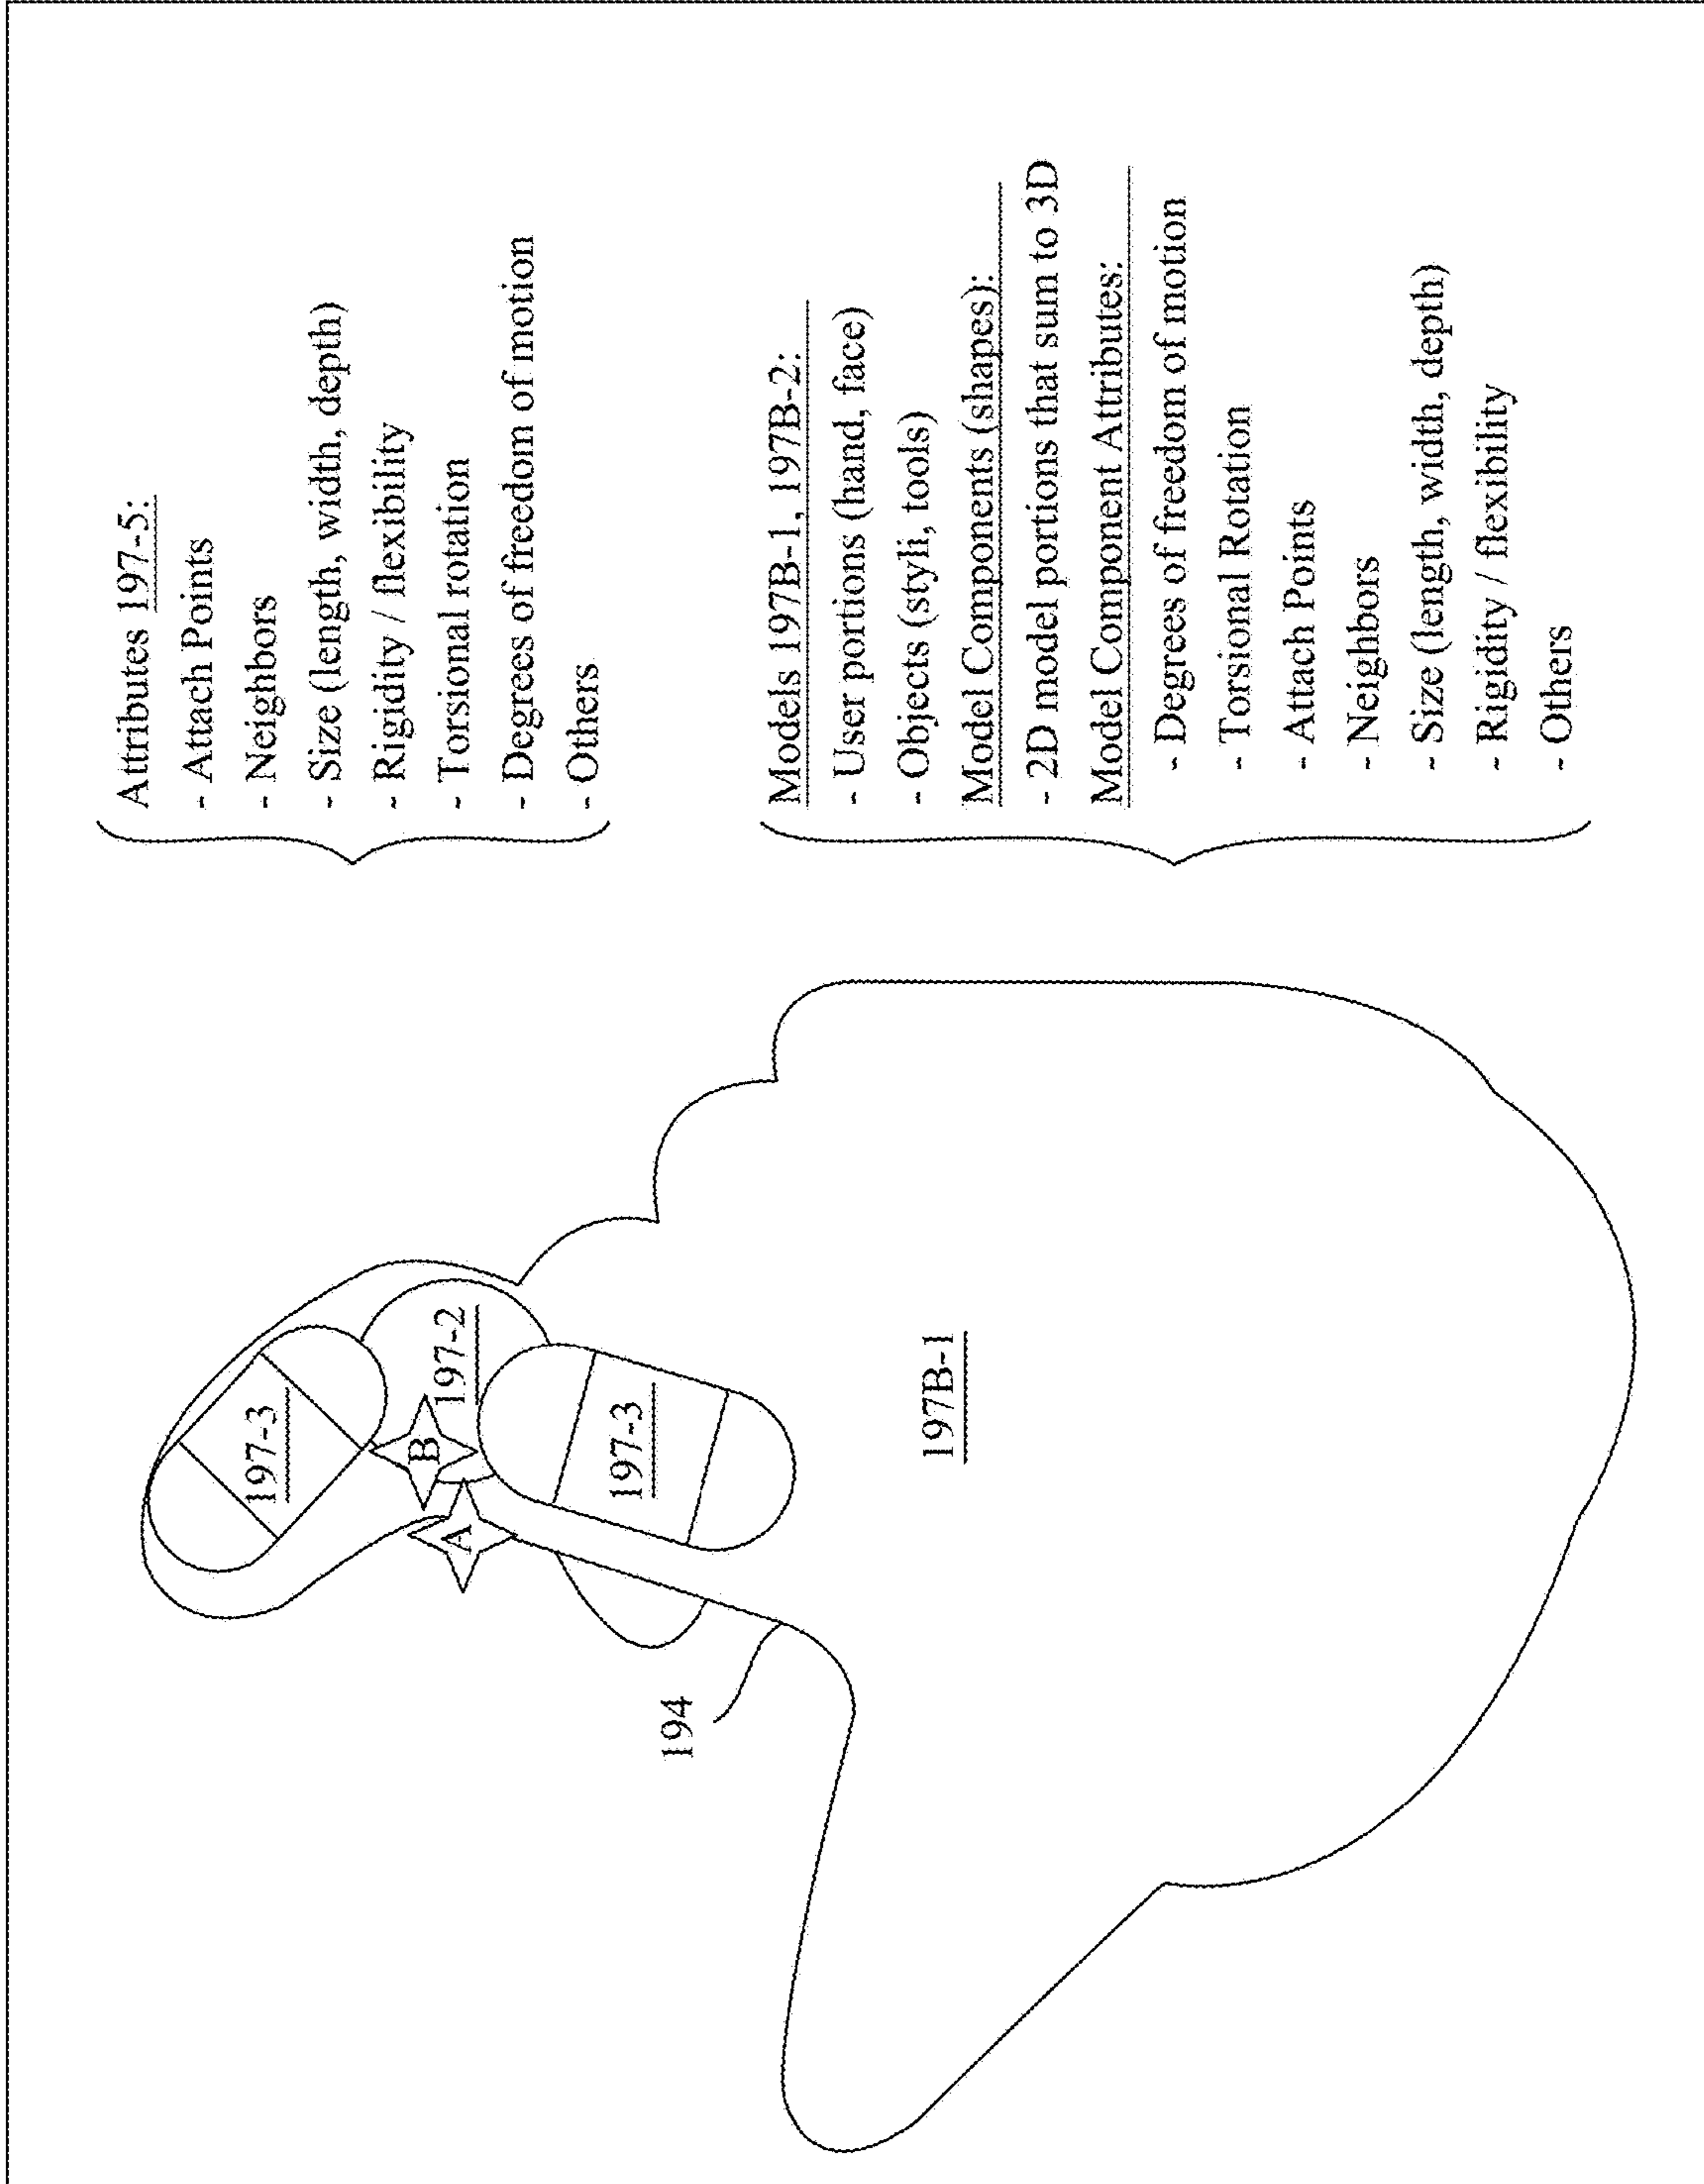 197-3
B
197-2
A
197-3
194
197B-1
Attributes 197-5:
- Attach Points
- Neighbors
- Size (length, width, depth)
- Rigidity / flexibility
- Torsional rotation
- Degrees of freedom of motion
- Others
Models 197B-1, 197B-2:
- User portions (hand, face)
- Objects (styli, tools)
Model Components (shapes):
- 2D model portions that sum to 3D
Model Component Attributes:
- Degrees of freedom of motion
- Torsional Rotation
- Attach Points
- Neighbors
- Size (length, width, depth)
- Rigidity / flexibility
- Others